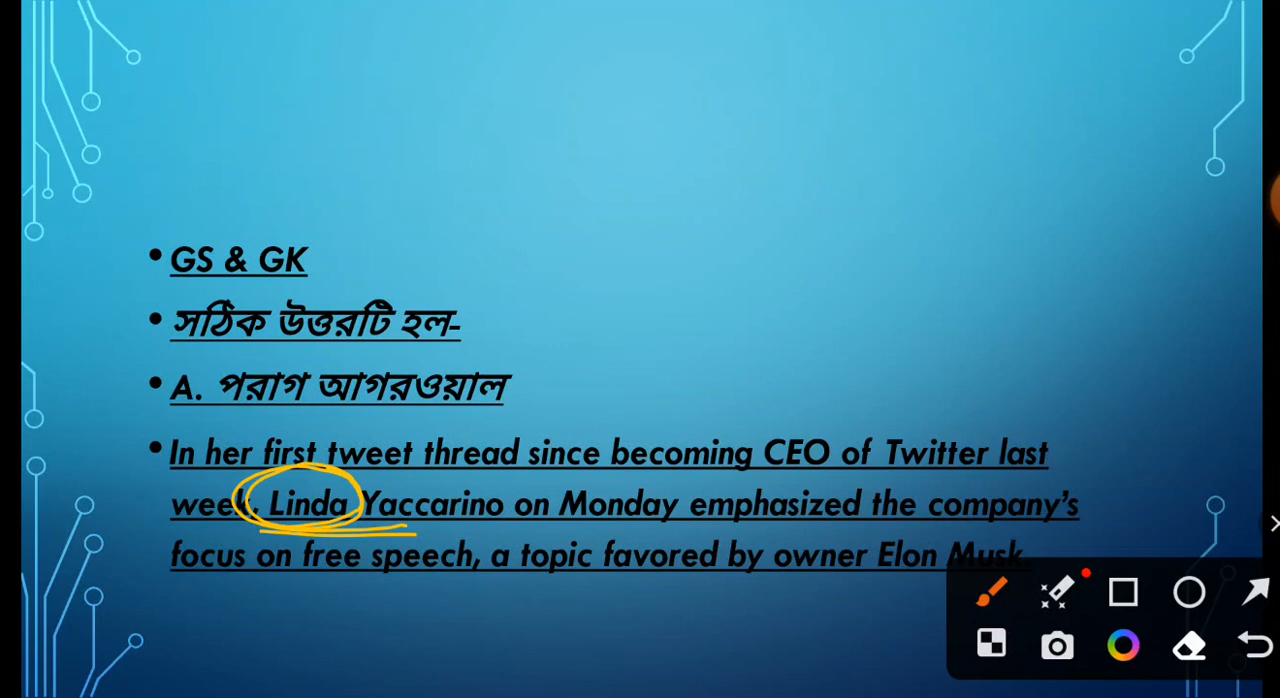 GS & GK
সঠিক উত্তরটি হল-
A. পরাগ আগরওয়াল
In her first tweet thread since becoming CEO of Twitter last
week, Linda Yaccarino on Monday emphasized the company’s
focus on free speech, a topic favored by owner Elon Musk.